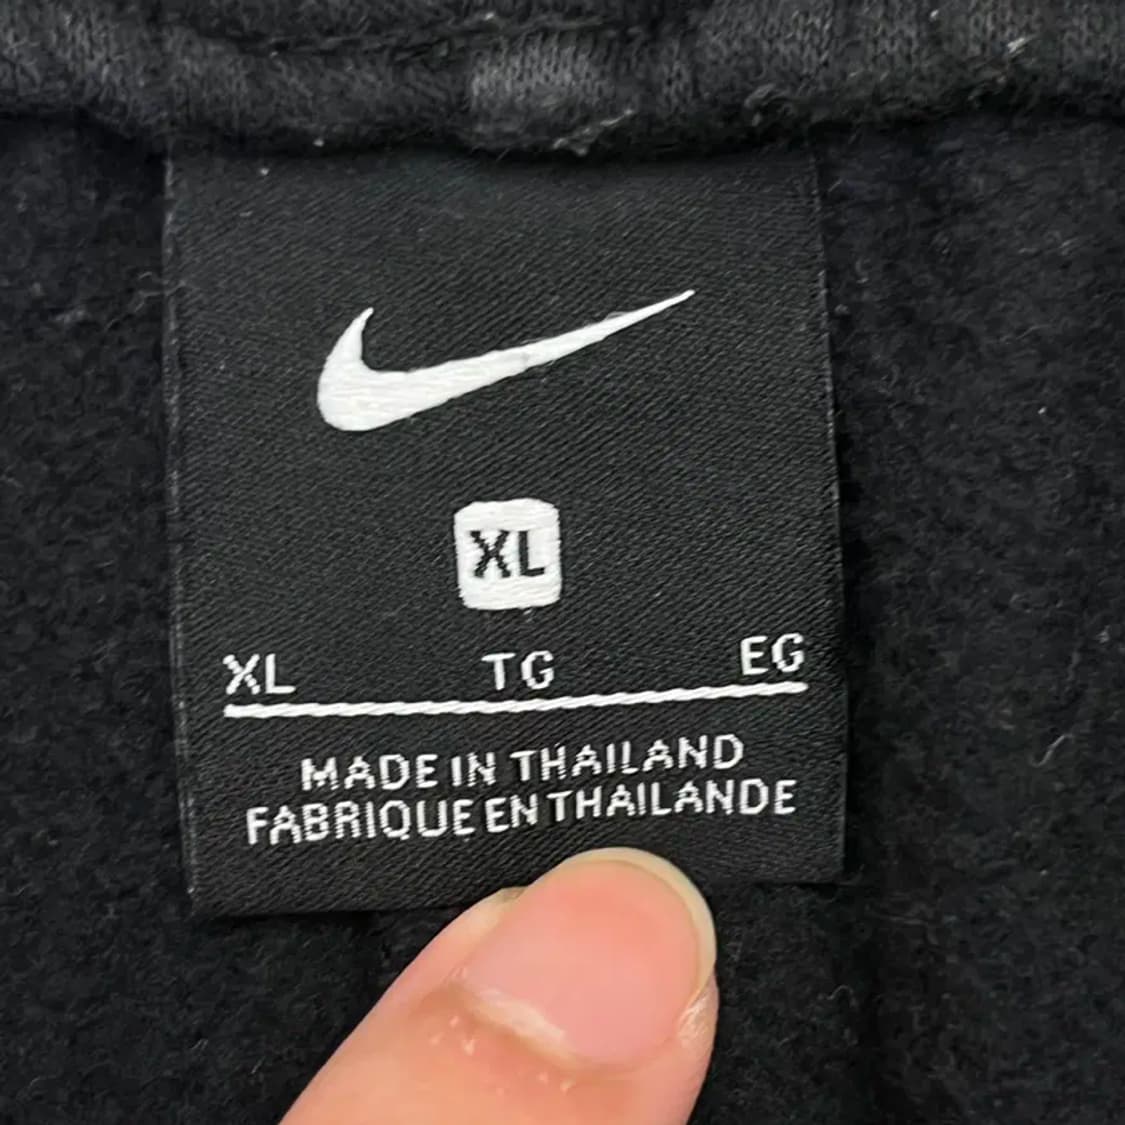 XL
XL TG EG
MADE IN THAILAND
FABRIQUE EN THAILANDE